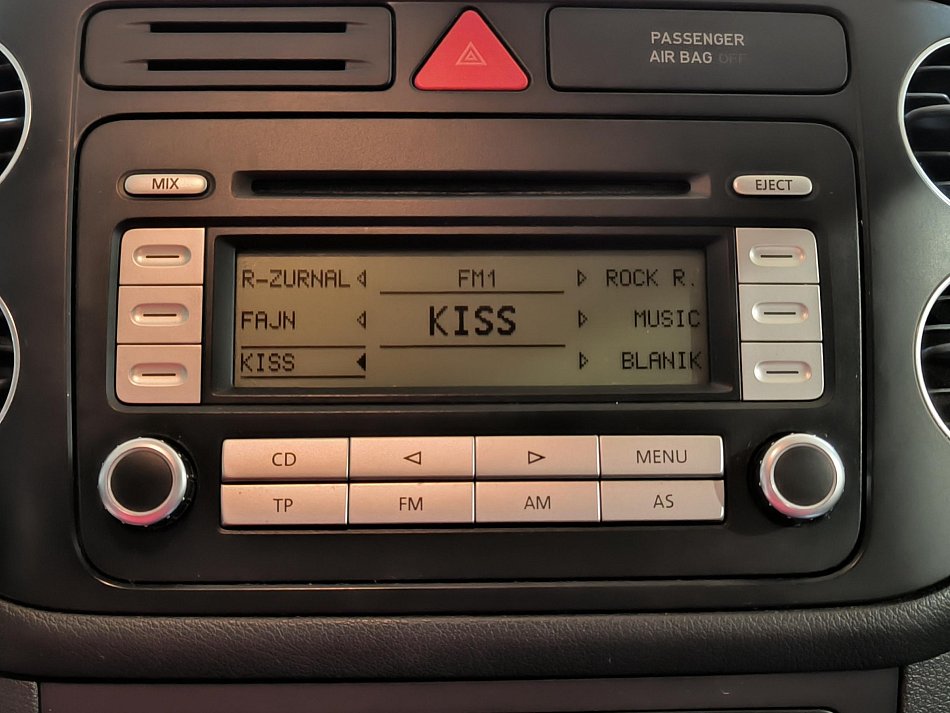 PASSENGER
AIR BAG OFF
MIX
EJECT
R-ZURNAL FM1 ROCK R.
FAJN KISS MUSIC
KISS BLANIK
CD MENU
TP FM AM AS